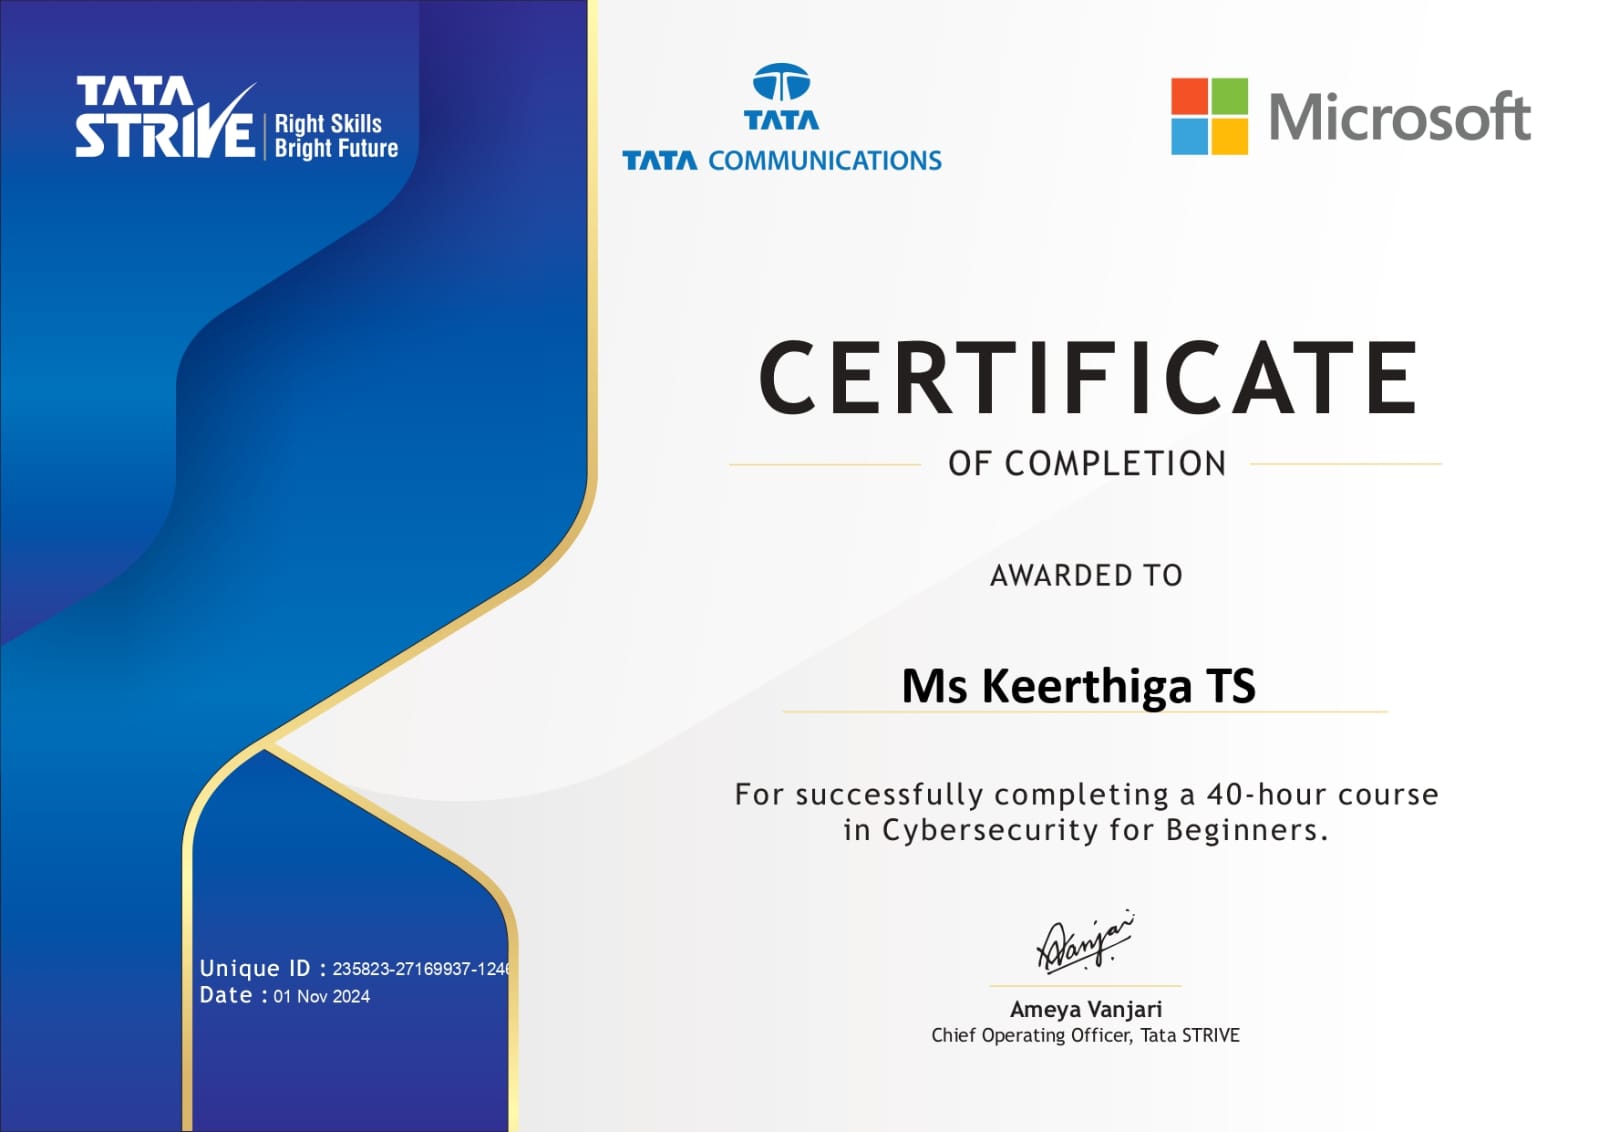 TATA
STRIVE
Right Skills
Bright Future
TATA
TATA COMMUNICATIONS
Microsoft
CERTIFICATE
OF COMPLETION
AWARDED TO
Ms Keerthiga TS
For successfully completing a 40-hour course
in Cybersecurity for Beginners.
Vanjari
Ameya Vanjari
Chief Operating Officer, Tata STRIVE
Unique ID : 235823-27169937-124
Date : 01 Nov 2024